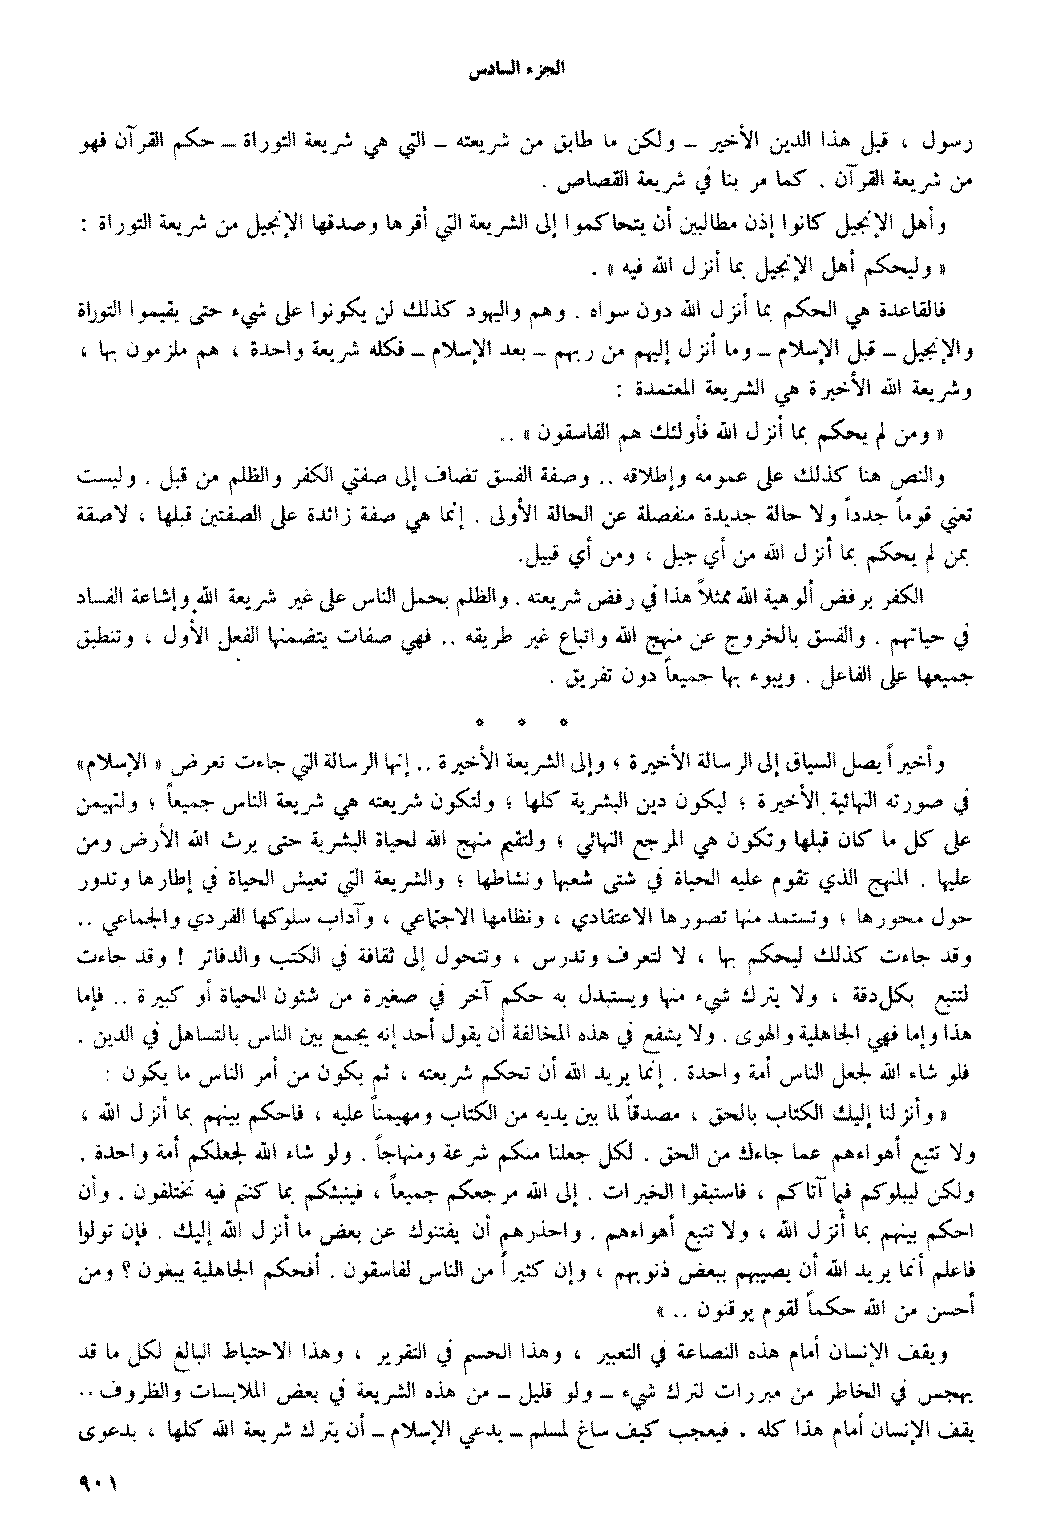 الجزء السادس
رسول ، قبل هذا الدين الأخير – ولكن ما طابق من شريعته – التي هي شريعة التوراة – حكم القرآن فهو
من شريعة القرآن . كما مر بنا في شريعة القصاص .
وأهل الإنجيل كانوا إذن مطالبين أن يتحاكموا إلى الشريعة التي أقرها وصدقها الإنجيل من شريعة التوراة :
« وليحكم أهل الإنجيل بما أنزل الله فيه » .
فالقاعدة هي الحكم بما أنزل الله دون سواه . وهم واليهود كذلك لن يكونوا على شيء حتى يقيموا التوراة
والإنجيل – قبل الإسلام – وما أنزل إليهم من ربهم – بعد الإسلام – فكله شريعة واحدة ، هم ملزمون بها ،
وشريعة الله الأخيرة هي الشريعة المعتمدة :
« ومن لم يحكم بما أنزل الله فأولئك هم الفاسقون » ..
والنص هنا كذلك على عمومه وإطلاقه .. وصفة الفسق تضاف إلى صفتي الكفر والظلم من قبل . وليست
تعني قوماً جدداً ولا حالة جديدة منفصلة عن الحالة الأولى . إنما هي صفة زائدة على الصفتين قبلها ، لاصقة
بمن لم يحكم بما أنزل الله من أي جيل ، ومن أي قبيل.
الكفر برفض ألوهية الله ممثلاً هذا في رفض شريعته . والظلم بحمل الناس على غير شريعة الله وإشاعة الفساد
في حياتهم . والفسق بالخروج عن منهج الله واتباع غير طريقه .. فهي صفات يتضمنها الفعل الأول ، وتنطبق
جميعها على الفاعل . ويبوء بها جميعاً دون تفريق .
* * *
وأخيراً يصل السياق إلى الرسالة الأخيرة ؛ وإلى الشريعة الأخيرة .. إنها الرسالة التي جاءت تعرض « الإسلام»
في صورته النهائية الأخيرة ؛ ليكون دين البشرية كلها ؛ ولتكون شريعته هي شريعة الناس جميعاً ؛ ولتهيمن
على كل ما كان قبلها وتكون هي المرجع النهائي ؛ ولتقيم منهج الله لحياة البشرية حتى يرث الله الأرض ومن
عليها . المنهج الذي تقوم عليه الحياة في شتى شعبها ونشاطها ؛ والشريعة التي تعيش الحياة في إطارها وتدور
حول محورها ؛ وتستمد منها تصورها الاعتقادي ، ونظامها الاجتماعي ، وآداب سلوكها الفردي والجماعي ..
وقد جاءت كذلك ليحكم بها ، لا لتعرف وتدرس ، وتتحول إلى ثقافة في الكتب والدفاتر ! وقد جاءت
لتتبع بكل دقة ، ولا يترك شيء منها ويستبدل به حكم آخر في صغيرة من شئون الحياة أو كبيرة .. فإما
هذا وإما فهي الجاهلية والهوى . ولا يشفع في هذه المخالفة أن يقول أحد إنه يجمع بين الناس بالتساهل في الدين .
فلو شاء الله لجعل الناس أمة واحدة . إنما يريد الله أن تحكم شريعته ، ثم يكون من أمر الناس ما يكون :
« وأنزلنا إليك الكتاب بالحق ، مصدقاً لما بين يديه من الكتاب ومهيمناً عليه ، فاحكم بينهم بما أنزل الله ،
ولا تتبع أهواءهم عما جاءك من الحق . لكل جعلنا منكم شرعة ومنهاجاً . ولو شاء الله لجعلكم أمة واحدة .
ولكن ليبلوكم فيما آتاكم ، فاستبقوا الخيرات . إلى الله مرجعكم جميعاً ، فينبئكم بما كنتم فيه تختلفون . وأن
احكم بينهم بما أنزل الله ، ولا تتبع أهواءهم . واحذرهم أن يفتنوك عن بعض ما أنزل الله إليك . فإن تولوا
فاعلم أنما يريد الله أن يصيبهم ببعض ذنوبهم ، وإن كثيراً من الناس لفاسقون . أفحكم الجاهلية يبغون ؟ ومن
أحسن من الله حكماً لقوم يوقنون .. »
ويقف الإنسان أمام هذه النصاعة في التعبير ، وهذا الحسم في التقرير ، وهذا الاحتياط البالغ لكل ما قد
يهجس في الخاطر من مبررات لترك شيء – ولو قليل – من هذه الشريعة في بعض الملابسات والظروف ..
يقف الإنسان أمام هذا كله . فيعجب كيف ساغ لمسلم – يدعي الإسلام – أن يترك شريعة الله كلها ، بدعوى
٩٠١